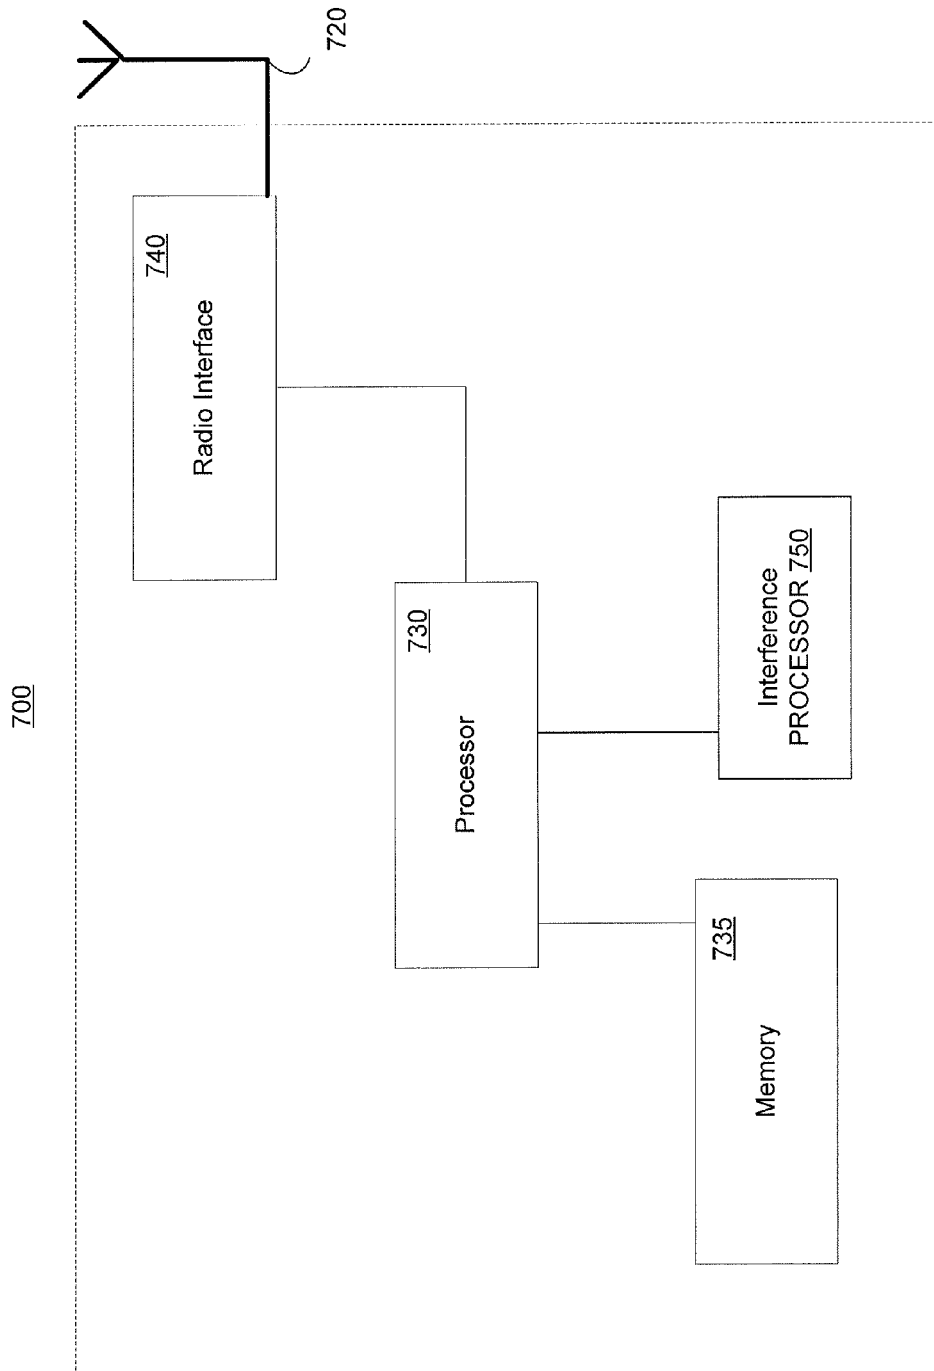 700
720
740
Radio Interface
730
Processor
Interference
PROCESSOR 750
735
Memory